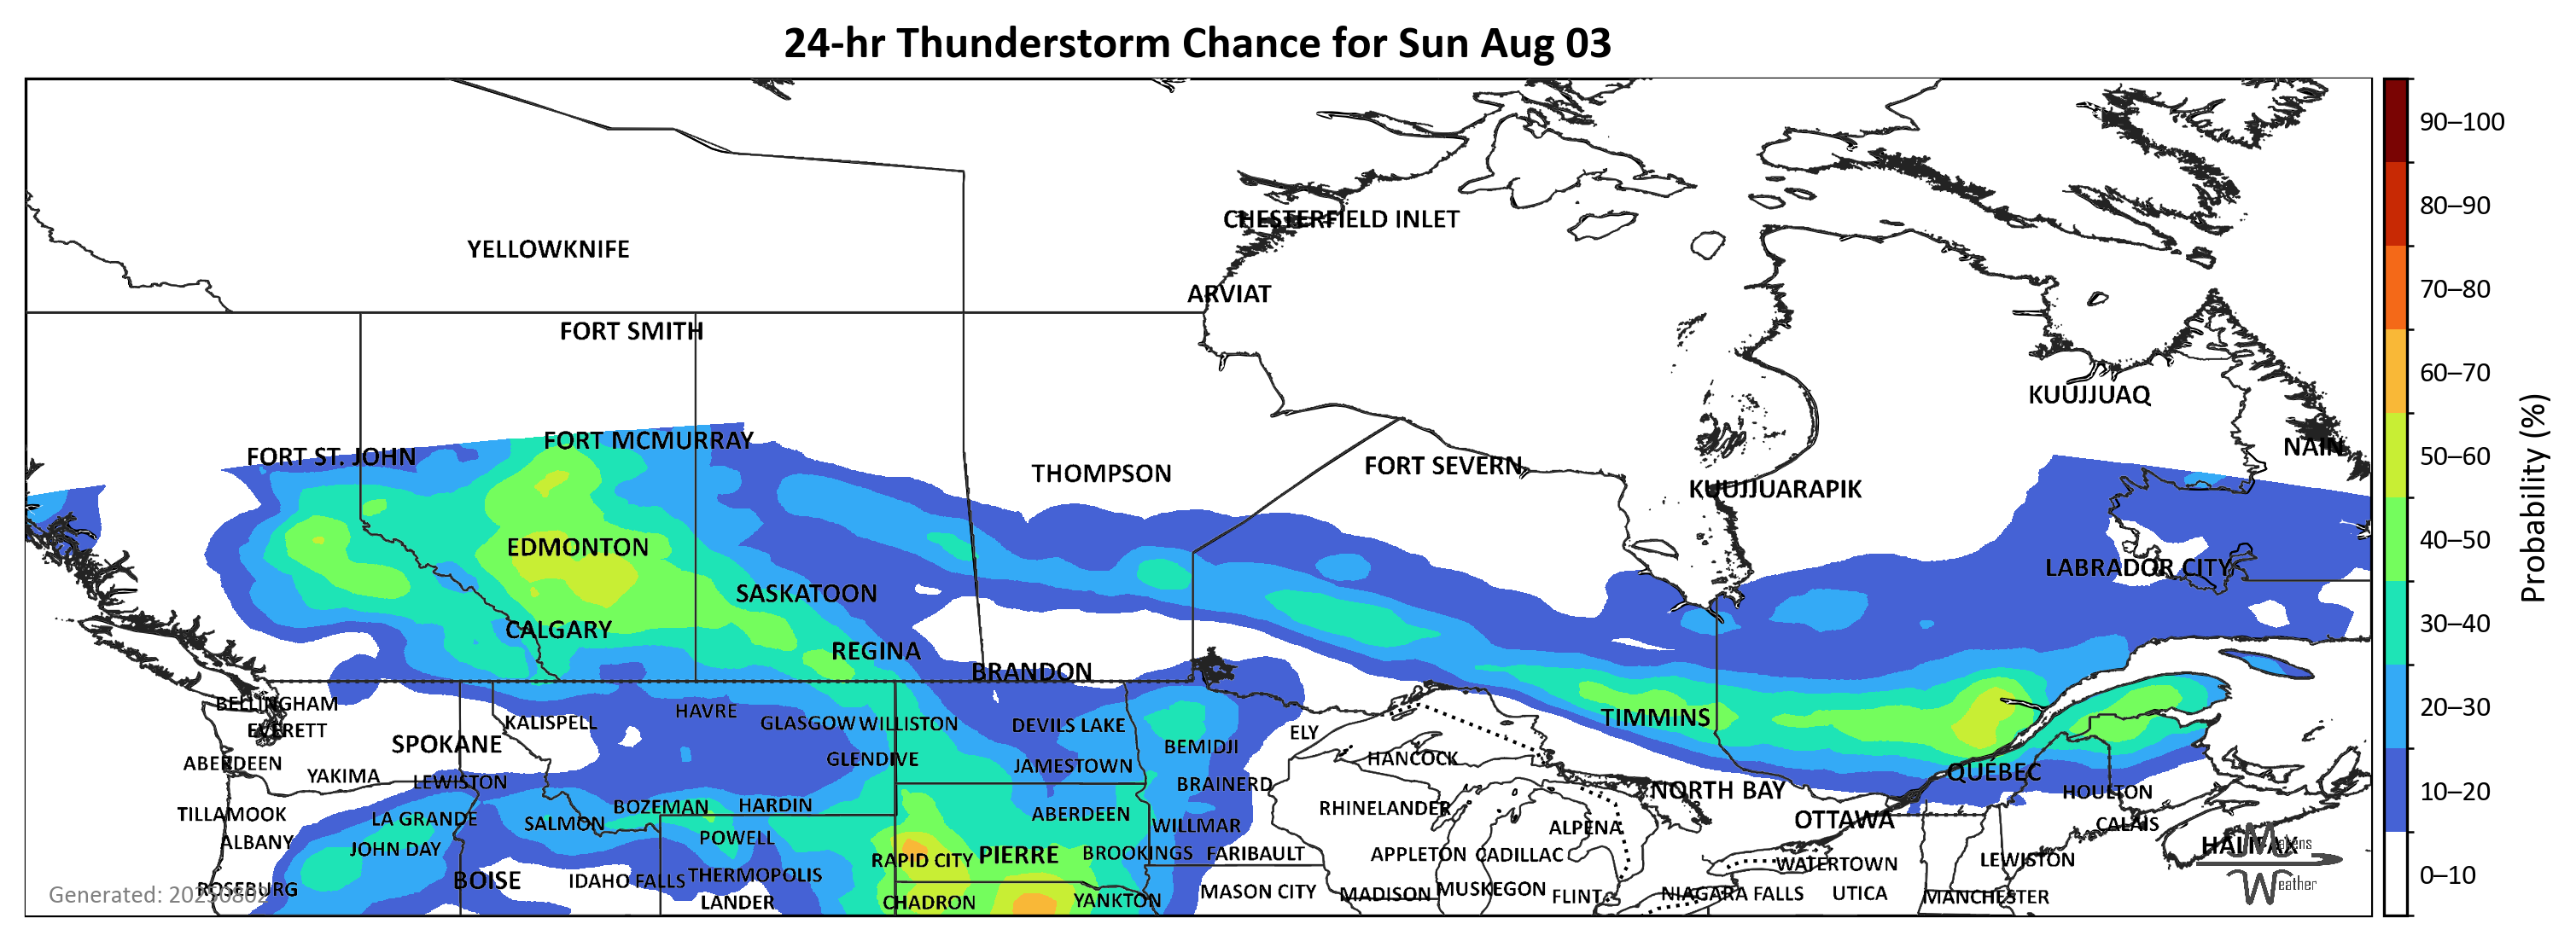 24-hr Thunderstorm Chance for Sun Aug 03
90–100
80–90
70–80
60–70
50–60
40–50
30–40
20–30
10–20
0–10
Probability (%)
CHESTERFIELD INLET
YELLOWKNIFE
ARVIAT
FORT SMITH
KUUJJUAQ
FORT MCMURRAY
NAIN
FORT ST. JOHN
FORT SEVERN
THOMPSON
KUUJJUARAPIK
EDMONTON
LABRADOR CITY
SASKATOON
CALGARY
REGINA
BRANDON
BELLINGHAM
HAVRE
TIMMINS
KALISPELL
GLASGOW
WILLISTON
DEVILS LAKE
EVERETT
ELY
SPOKANE
BEMIDJI
GLENDIVE
HANCOCK
ABERDEEN
JAMESTOWN
QUÉBEC
YAKIMA
LEWISTON
BRAINERD
NORTH BAY
HOULTON
BOZEMAN
HARDIN
RHINELANDER
TILLAMOOK
ABERDEEN
LA GRANDE
SALMON
WILLMAR
ALPENA
OTTAWA
CALAIS
POWELL
ALBANY
HALIFAX
JOHN DAY
BROOKINGS
FARIBAULT
APPLETON
CADILLAC
PIERRE
RAPID CITY
LEWISTON
WATERTOWN
THERMOPOLIS
BOISE
IDAHO FALLS
ROSEBURG
MASON CITY
MADISON
MUSKEGON
NIAGARA FALLS
UTICA
FLINT
MANCHESTER
LANDER
CHADRON
YANKTON
Generated: 20250802
Weather